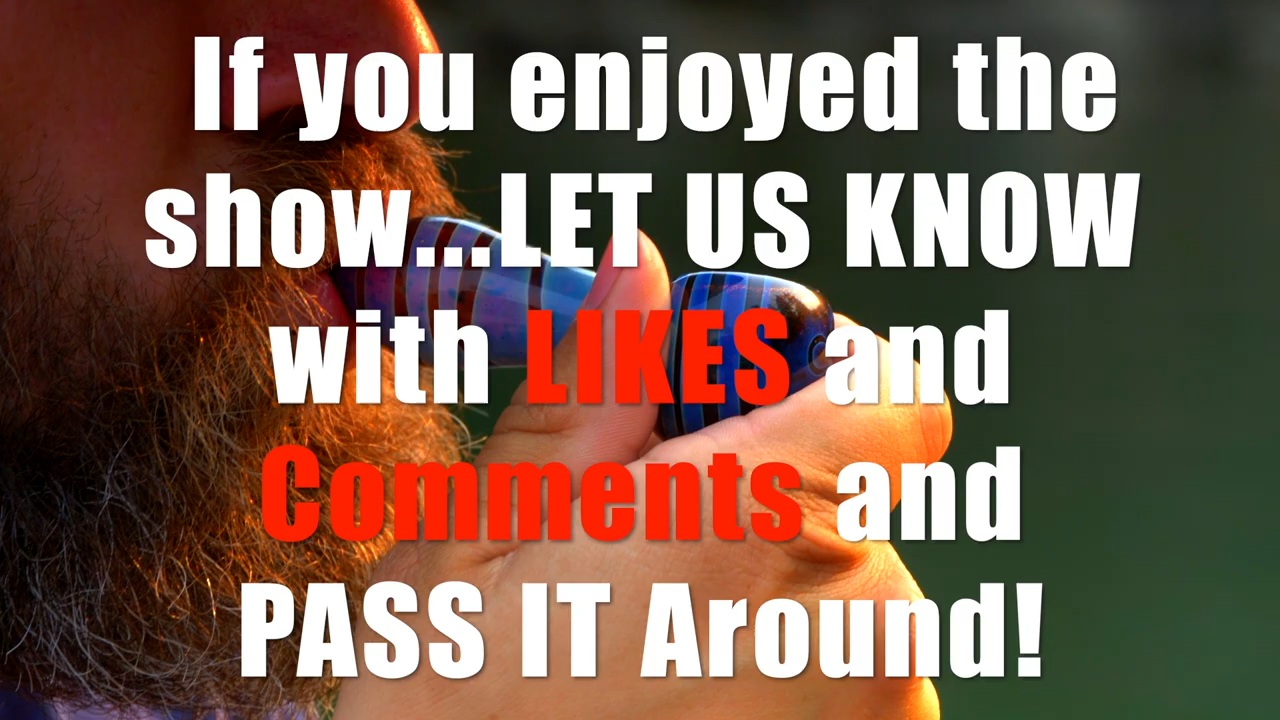 If you enjoyed the
show...LET US KNOW
with LIKES and
Comments and
PASS IT Around!